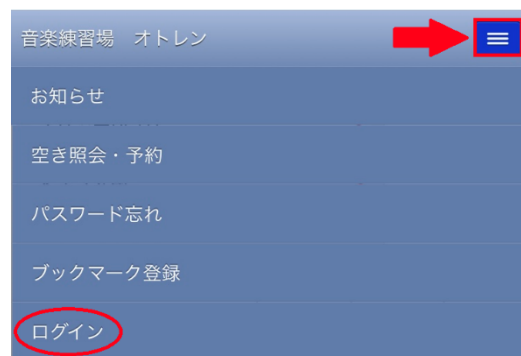 音楽練習場　オトレン
お知らせ
空き照会・予約
パスワード忘れ
ブックマーク登録
ログイン